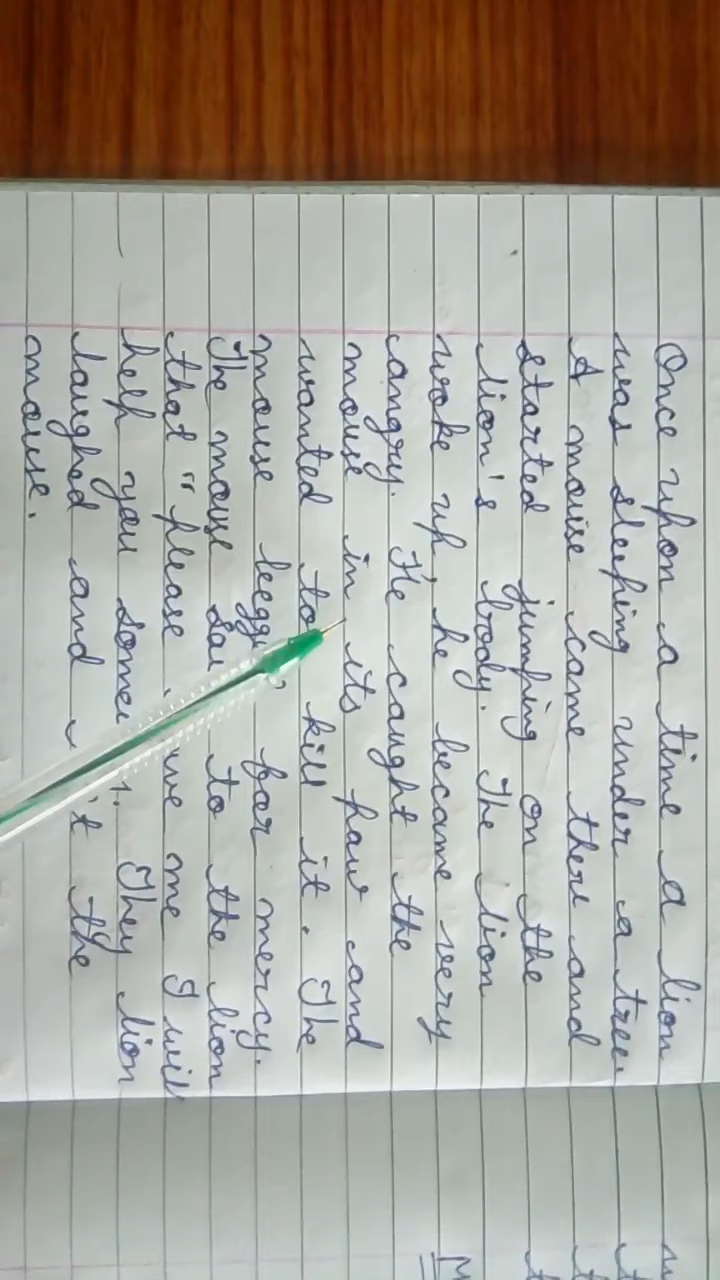 Once upon a time a lion
was sleeping under a tree.
A mouse came there and
started jumping on the
lion's body. The lion
woke up, he became very
angry. He caught the
mouse in its paw and
wanted to kill it. The
mouse for mercy.
The mouse to the lion
that "please me I will
help you They lion
laughed and the
mouse.